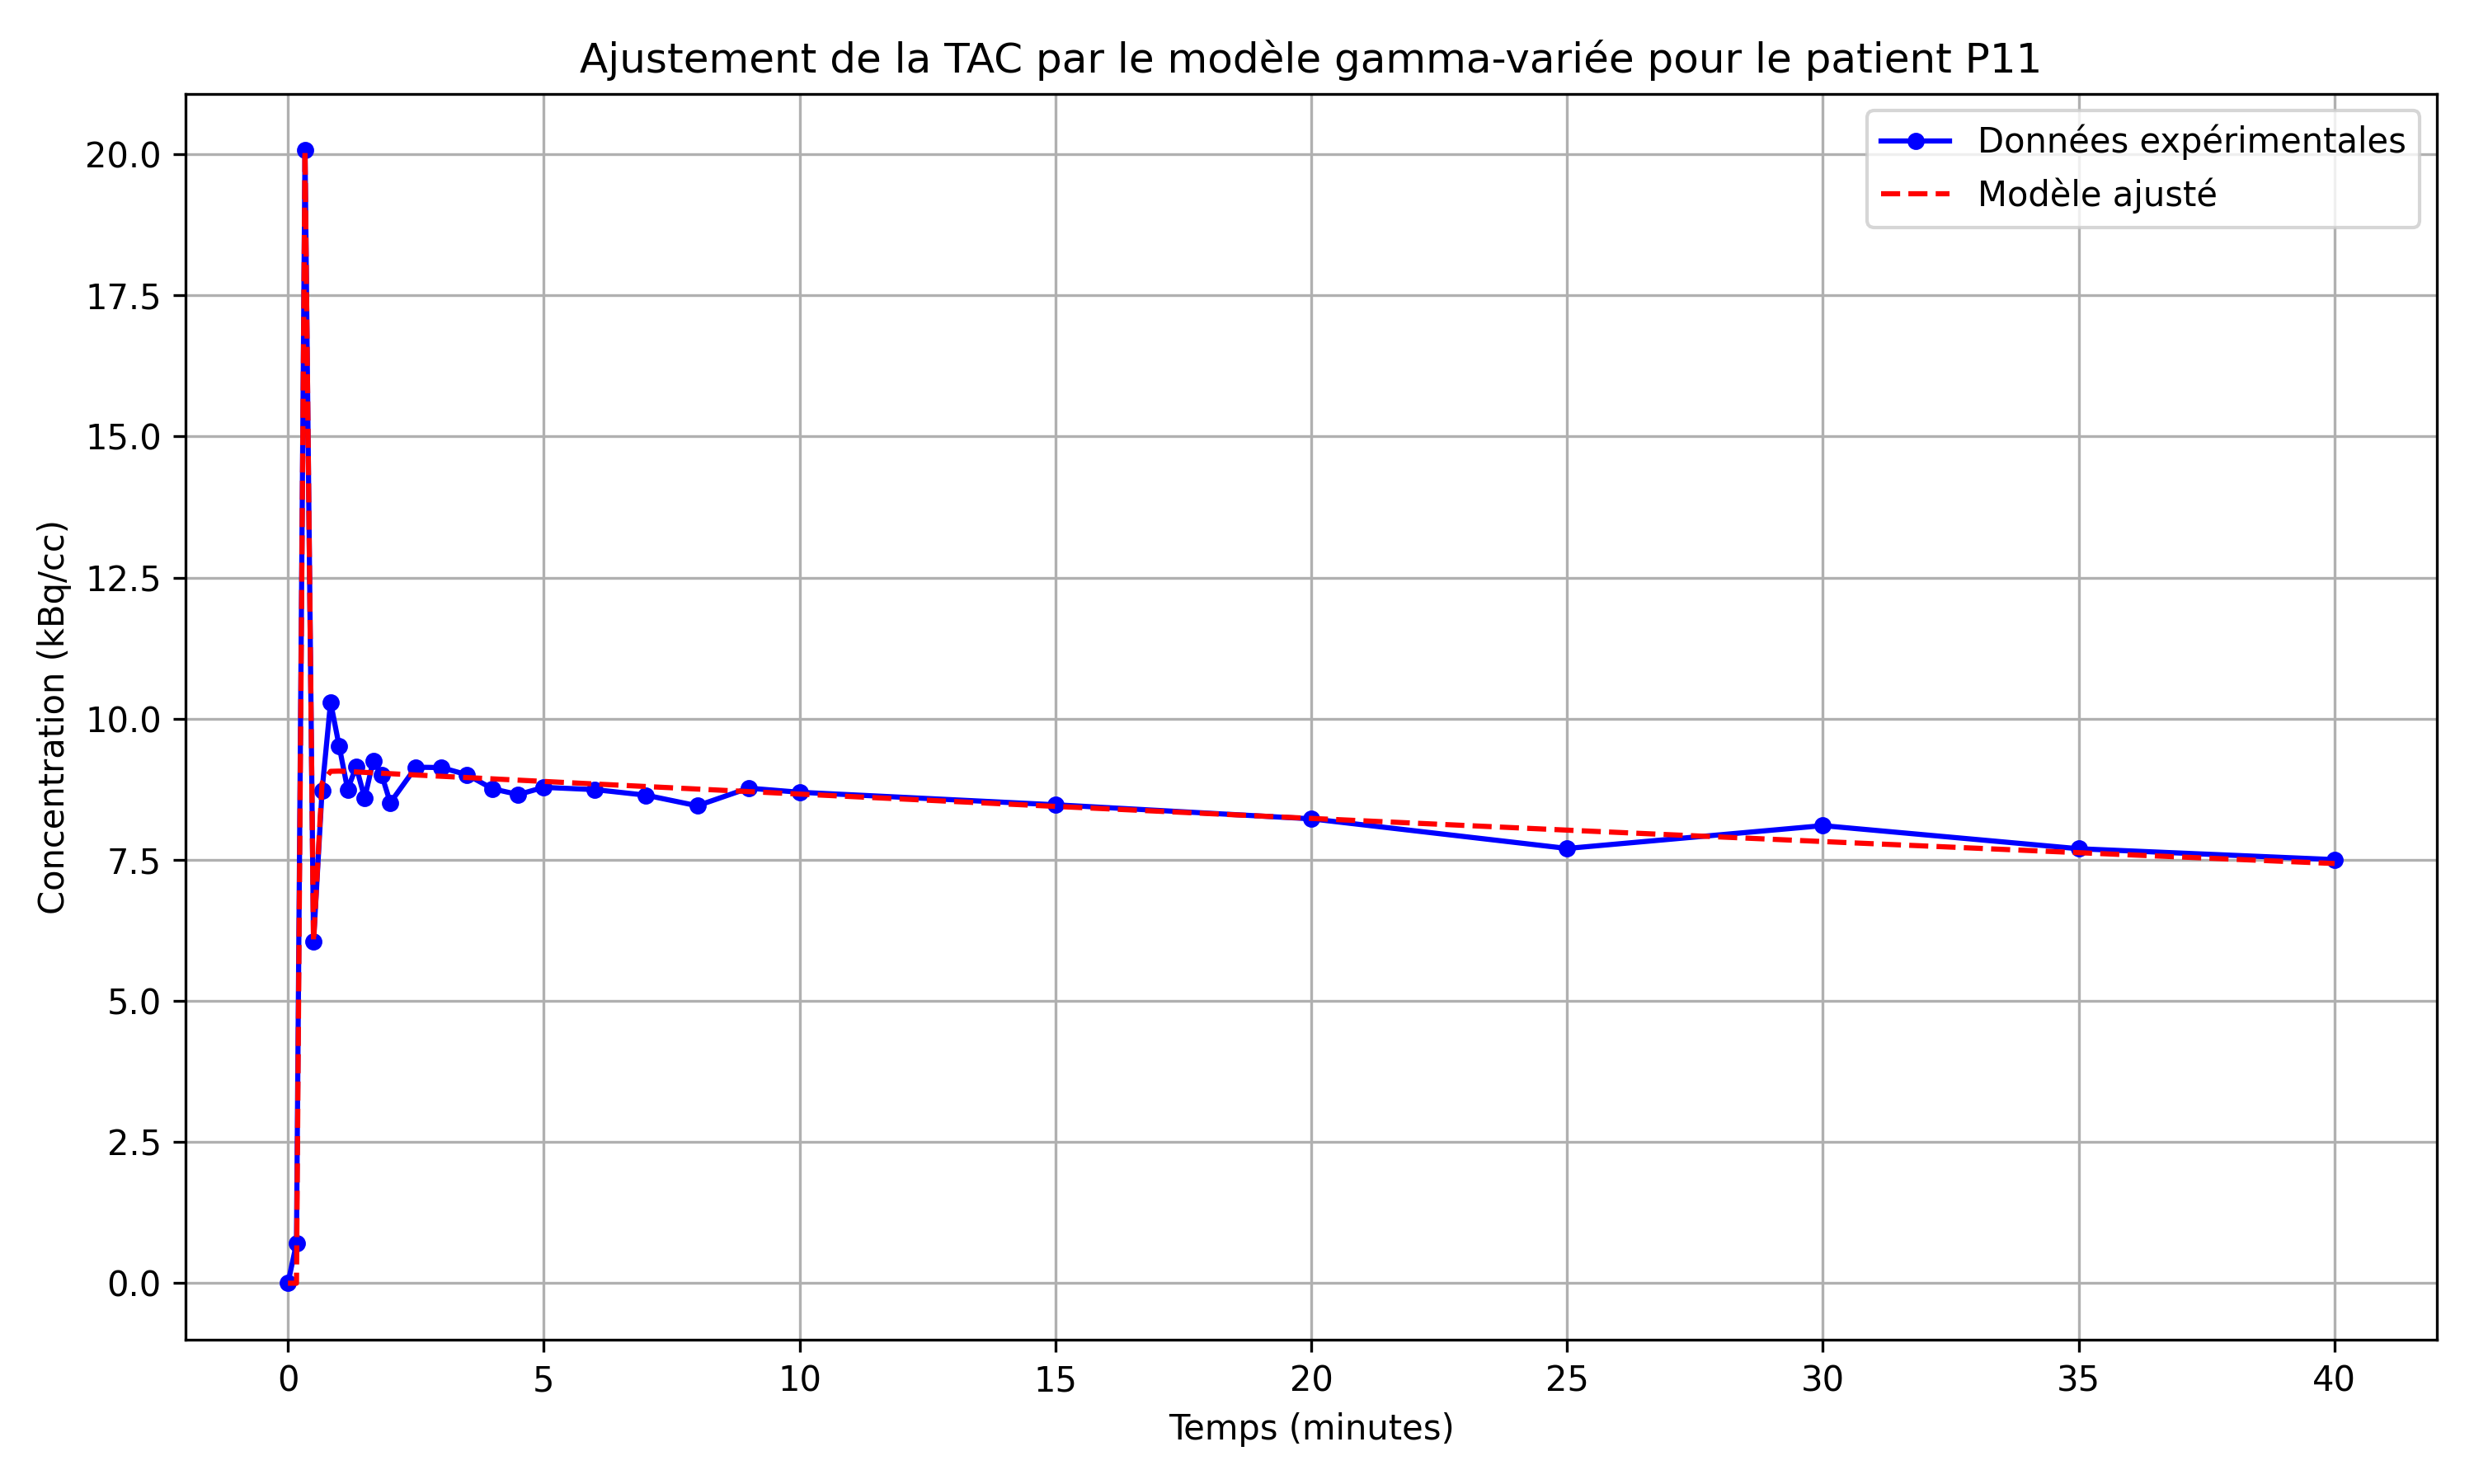 Ajustement de la TAC par le modèle gamma-variée pour le patient P11
Données expérimentales
Modèle ajusté
Concentration (kBq/cc)
20.0
17.5
15.0
12.5
10.0
7.5
5.0
2.5
0.0
0 5 10 15 20 25 30 35 40
Temps (minutes)